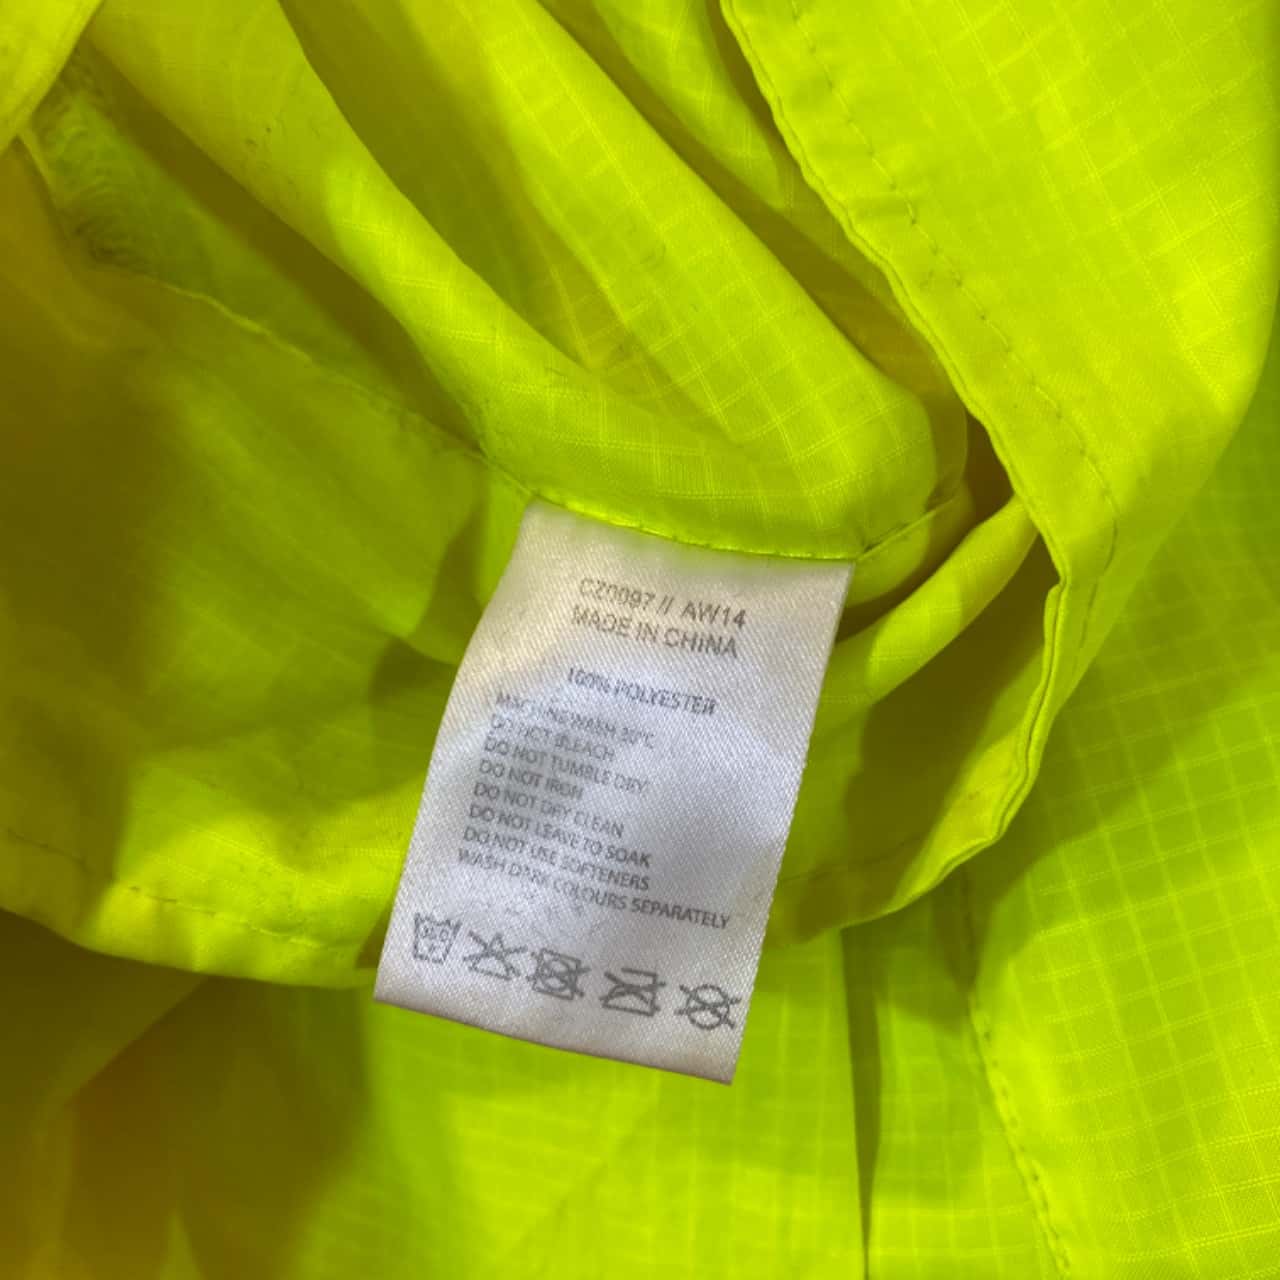 CZ0097 // AW14
MADE IN CHINA
100% POLYESTER
MACHINE WASH 30°C
DO NOT BLEACH
DO NOT TUMBLE DRY
DO NOT IRON
DO NOT DRY CLEAN
DO NOT LEAVE TO SOAK
DO NOT USE SOFTENERS
WASH DARK COLOURS SEPARATELY